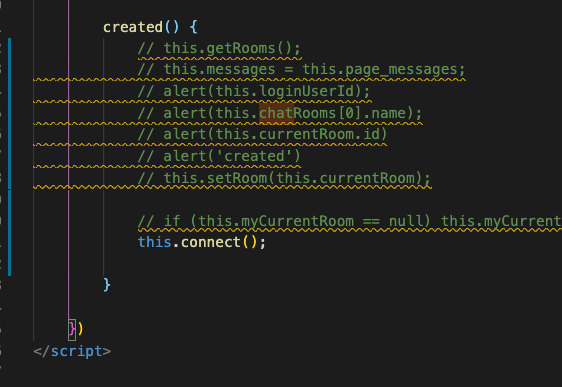 created() {
// this.getRooms();
// this.messages = this.page_messages;
// alert(this.loginUserId);
// alert(this.chatRooms[0].name);
// alert(this.currentRoom.id)
// alert('created')
// this.setRoom(this.currentRoom);
// if (this.myCurrentRoom == null) this.myCurrent
this.connect();
}
})
</script>